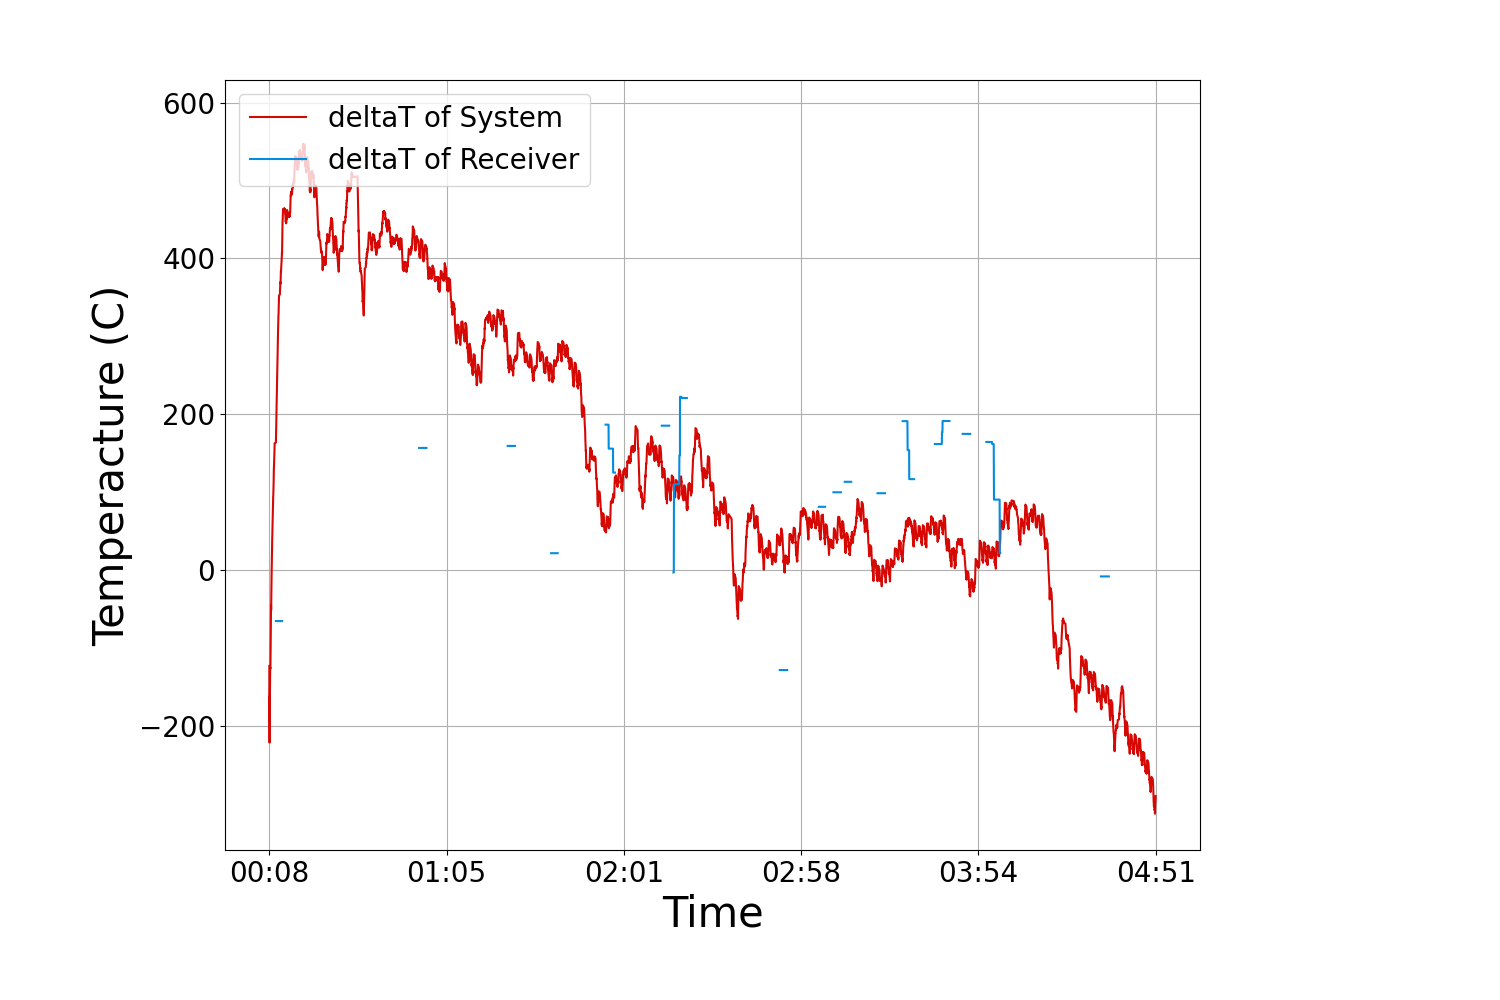 deltaT of System
deltaT of Receiver
600
400
200
0
−200
Temperacture (C)
00:08 01:05 02:01 02:58 03:54 04:51
Time